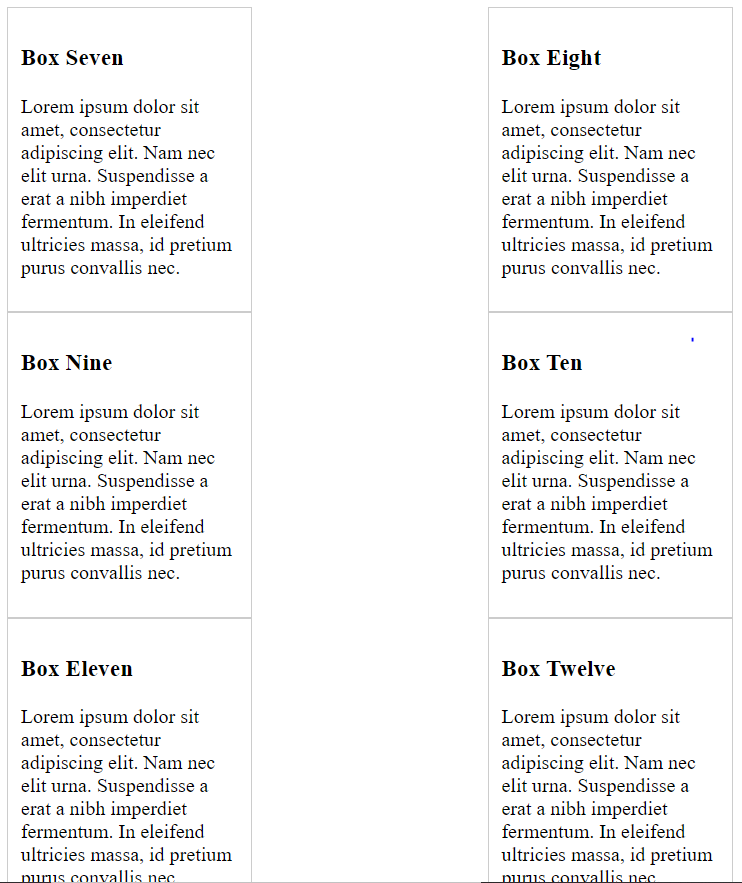 Box Seven
Lorem ipsum dolor sit
amet, consectetur
adipiscing elit. Nam nec
elit urna. Suspendisse a
erat a nibh imperdiet
fermentum. In eleifend
ultricies massa, id pretium
purus convallis nec.
Box Eight
Lorem ipsum dolor sit
amet, consectetur
adipiscing elit. Nam nec
elit urna. Suspendisse a
erat a nibh imperdiet
fermentum. In eleifend
ultricies massa, id pretium
purus convallis nec.
Box Nine
Lorem ipsum dolor sit
amet, consectetur
adipiscing elit. Nam nec
elit urna. Suspendisse a
erat a nibh imperdiet
fermentum. In eleifend
ultricies massa, id pretium
purus convallis nec.
Box Ten
Lorem ipsum dolor sit
amet, consectetur
adipiscing elit. Nam nec
elit urna. Suspendisse a
erat a nibh imperdiet
fermentum. In eleifend
ultricies massa, id pretium
purus convallis nec.
Box Eleven
Lorem ipsum dolor sit
amet, consectetur
adipiscing elit. Nam nec
elit urna. Suspendisse a
erat a nibh imperdiet
fermentum. In eleifend
ultricies massa, id pretium
purus convallis nec.
Box Twelve
Lorem ipsum dolor sit
amet, consectetur
adipiscing elit. Nam nec
elit urna. Suspendisse a
erat a nibh imperdiet
fermentum. In eleifend
ultricies massa, id pretium
purus convallis nec.